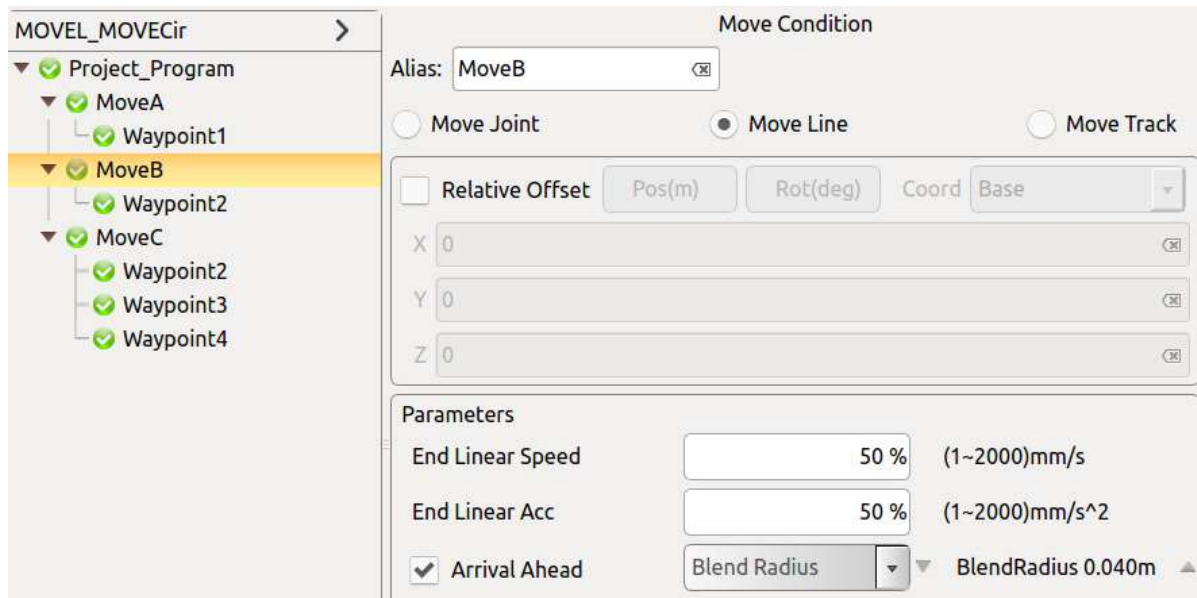 MOVEL_MOVECir
Project_Program
MoveA
Waypoint1
MoveB
Waypoint2
MoveC
Waypoint2
Waypoint3
Waypoint4
Move Condition
Alias: MoveB
Move Joint Move Line Move Track
Relative Offset Pos(m) Rot(deg) Coord Base
X 0
Y 0
Z 0
Parameters
End Linear Speed 50 % (1~2000)mm/s
End Linear Acc 50 % (1~2000)mm/s^2
Arrival Ahead Blend Radius BlendRadius 0.040m